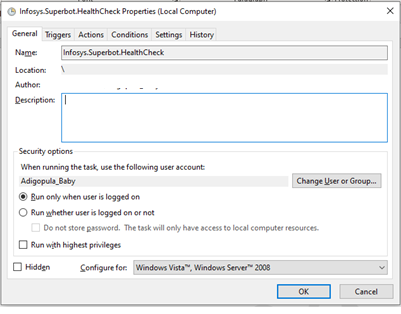 Infosys.Superbot.HealthCheck Properties (Local Computer)
General Triggers Actions Conditions Settings History
Name: Infosys.Superbot.HealthCheck
Location: \
Author:
Description:
Security options
When running the task, use the following user account:
Adigopula_Baby Change User or Group...
Run only when user is logged on
Run whether user is logged on or not
Do not store password. The task will only have access to local computer resources.
Run with highest privileges
Hidden Configure for: Windows Vista™, Windows Server™ 2008
OK Cancel